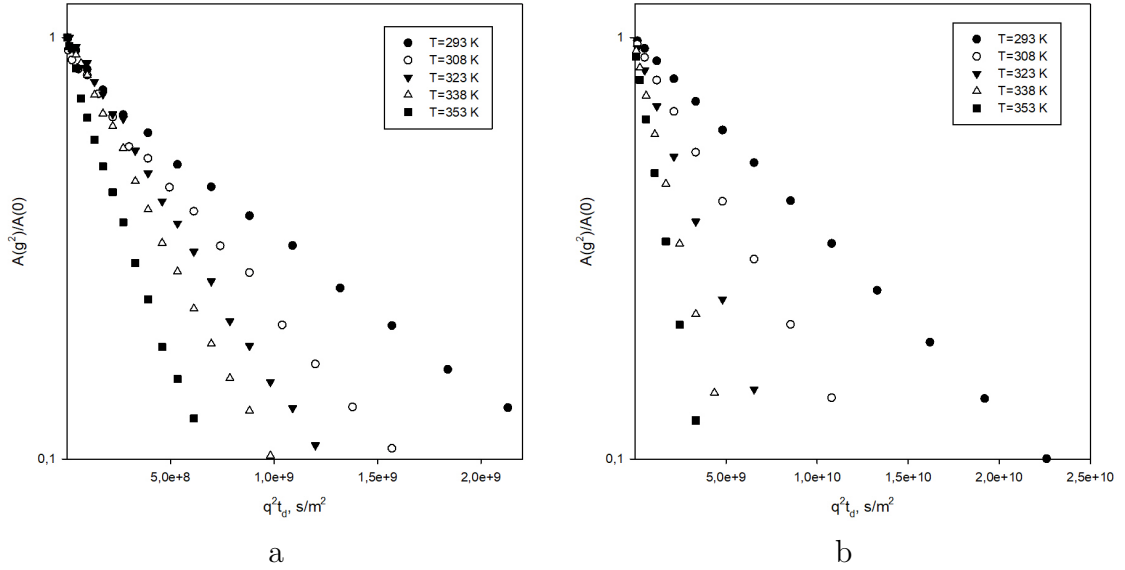 1
T=293 K
T=308 K
T=323 K
T=338 K
T=353 K
A(g²)/A(0)
0,1
5,0e+8 1,0e+9 1,5e+9 2,0e+9
q²t_d, s/m²
a
1
T=293 K
T=308 K
T=323 K
T=338 K
T=353 K
A(g²)/A(0)
0,1
5,0e+9 1,0e+10 1,5e+10 2,0e+10 2,5e+10
q²t_d, s/m²
b